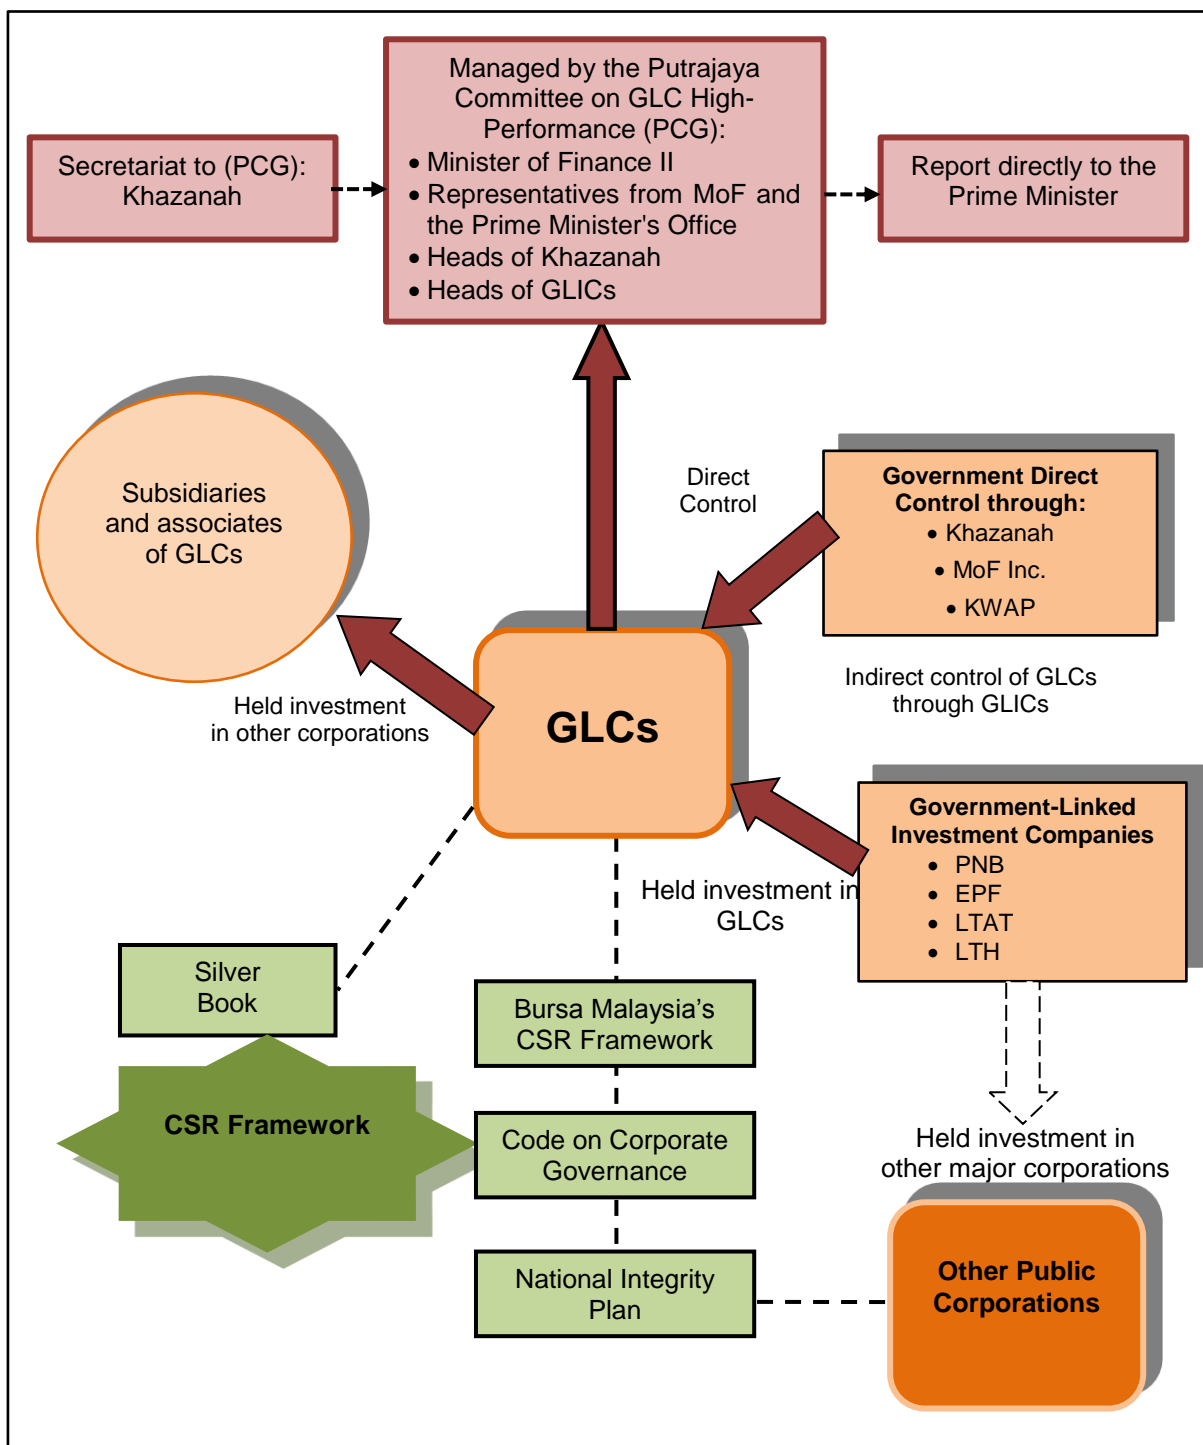 Managed by the Putrajaya
Committee on GLC High-
Performance (PCG):
• Minister of Finance II
• Representatives from MoF and
the Prime Minister's Office
• Heads of Khazanah
• Heads of GLICs
Secretariat to (PCG):
Khazanah
Report directly to the
Prime Minister
Subsidiaries
and associates
of GLCs
Direct
Control
Government Direct
Control through:
• Khazanah
• MoF Inc.
• KWAP
Held investment
in other corporations
GLCs
Indirect control of GLCs
through GLICs
Government-Linked
Investment Companies
• PNB
• EPF
• LTAT
• LTH
Held investment in
GLCs
Silver
Book
Bursa Malaysia’s
CSR Framework
CSR Framework
Code on Corporate
Governance
Held investment in
other major corporations
National Integrity
Plan
Other Public
Corporations